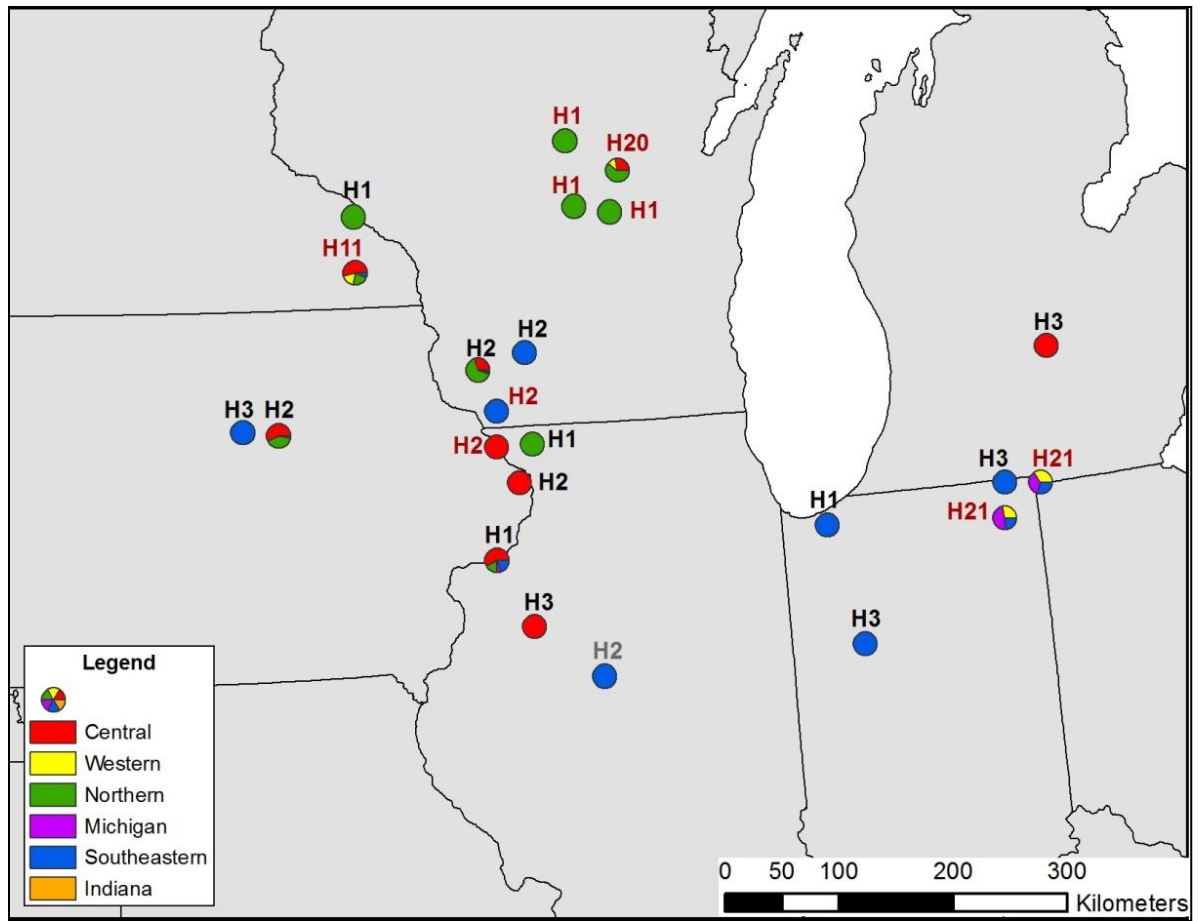 H1
H20
H1
H1
H1
H11
H2
H2
H3
H3
H2
H2
H2
H1
H2
H3
H21
H1
H21
H1
H3
H3
H2
Legend
Central
Western
Northern
Michigan
Southeastern
Indiana
0 50 100 200 300
Kilometers